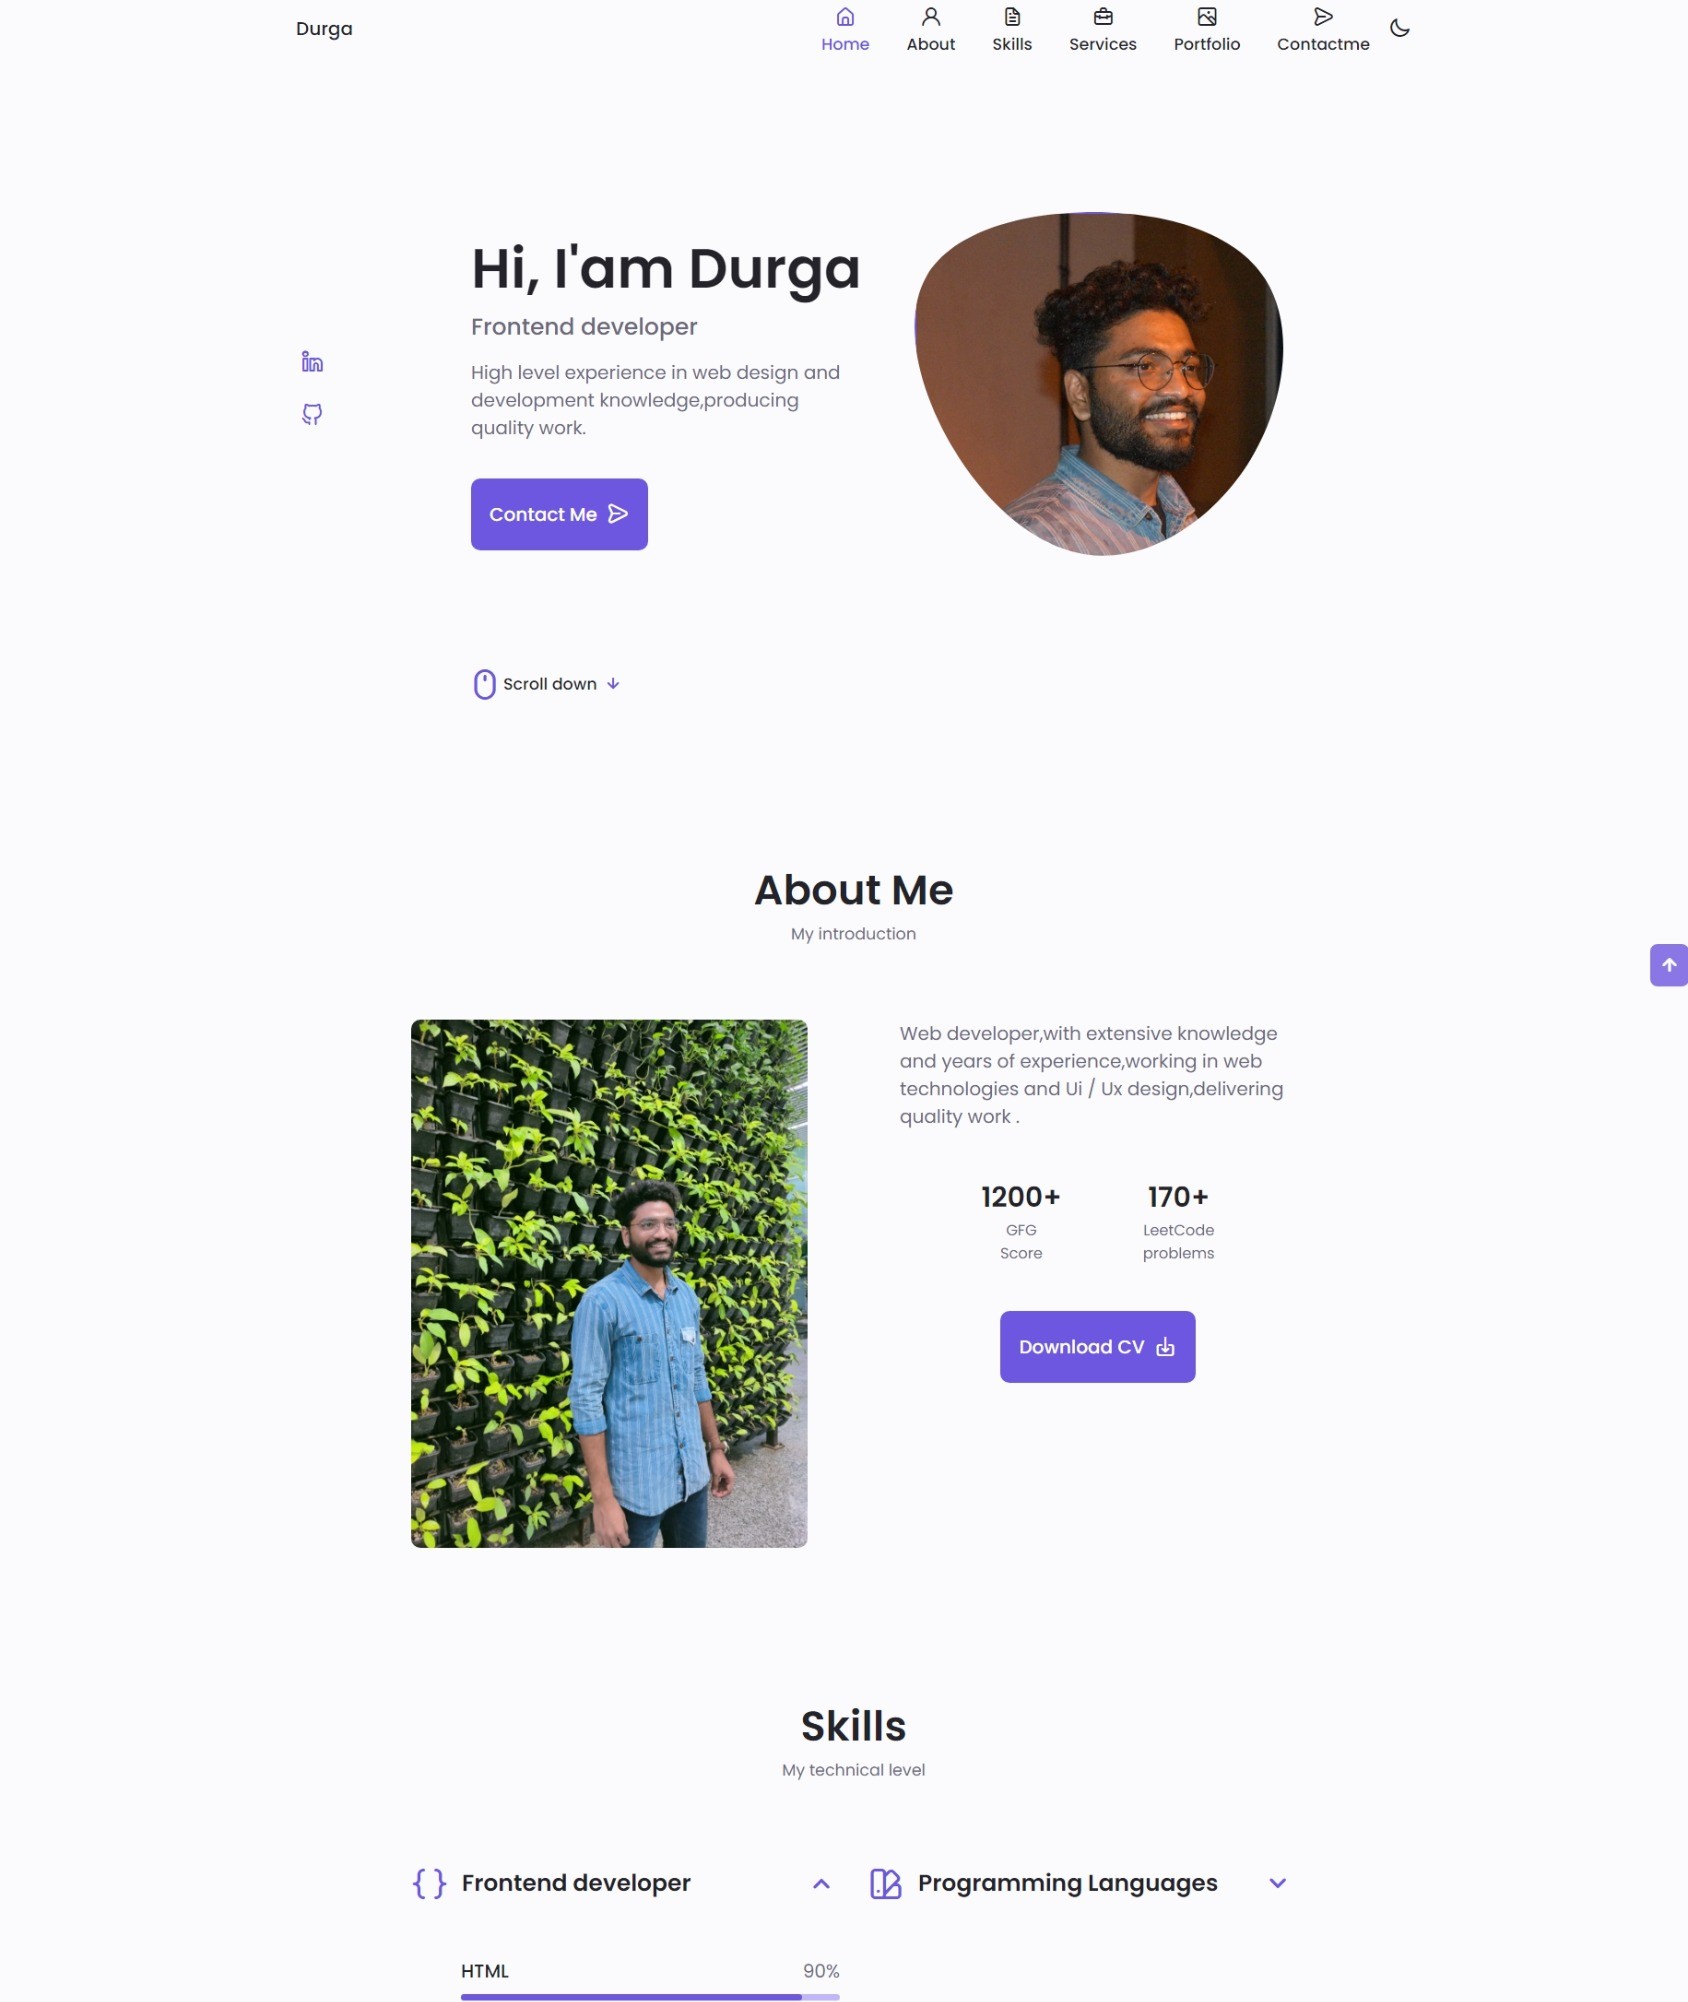 Durga
Home
About
Skills
Services
Portfolio
Contactme
Hi, I'am Durga
Frontend developer
High level experience in web design and
development knowledge,producing
quality work.
Contact Me
Scroll down
About Me
My introduction
Web developer,with extensive knowledge
and years of experience,working in web
technologies and Ui / Ux design,delivering
quality work .
1200+
GFG
Score
170+
LeetCode
problems
Download CV
Skills
My technical level
Frontend developer
Programming Languages
HTML
90%